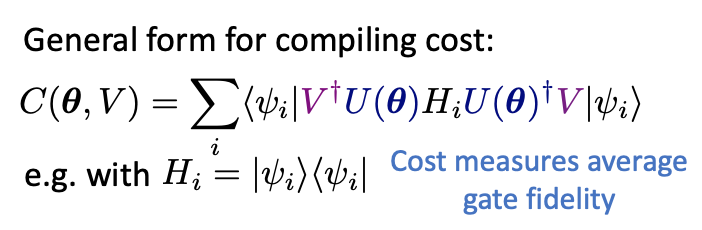 General form for compiling cost:
C(𝜽, V) = ∑ᵢ⟨ψᵢ|V†U(𝜽)HᵢU(𝜽)†V|ψᵢ⟩
e.g. with Hᵢ = |ψᵢ⟩⟨ψᵢ|
Cost measures average
gate fidelity